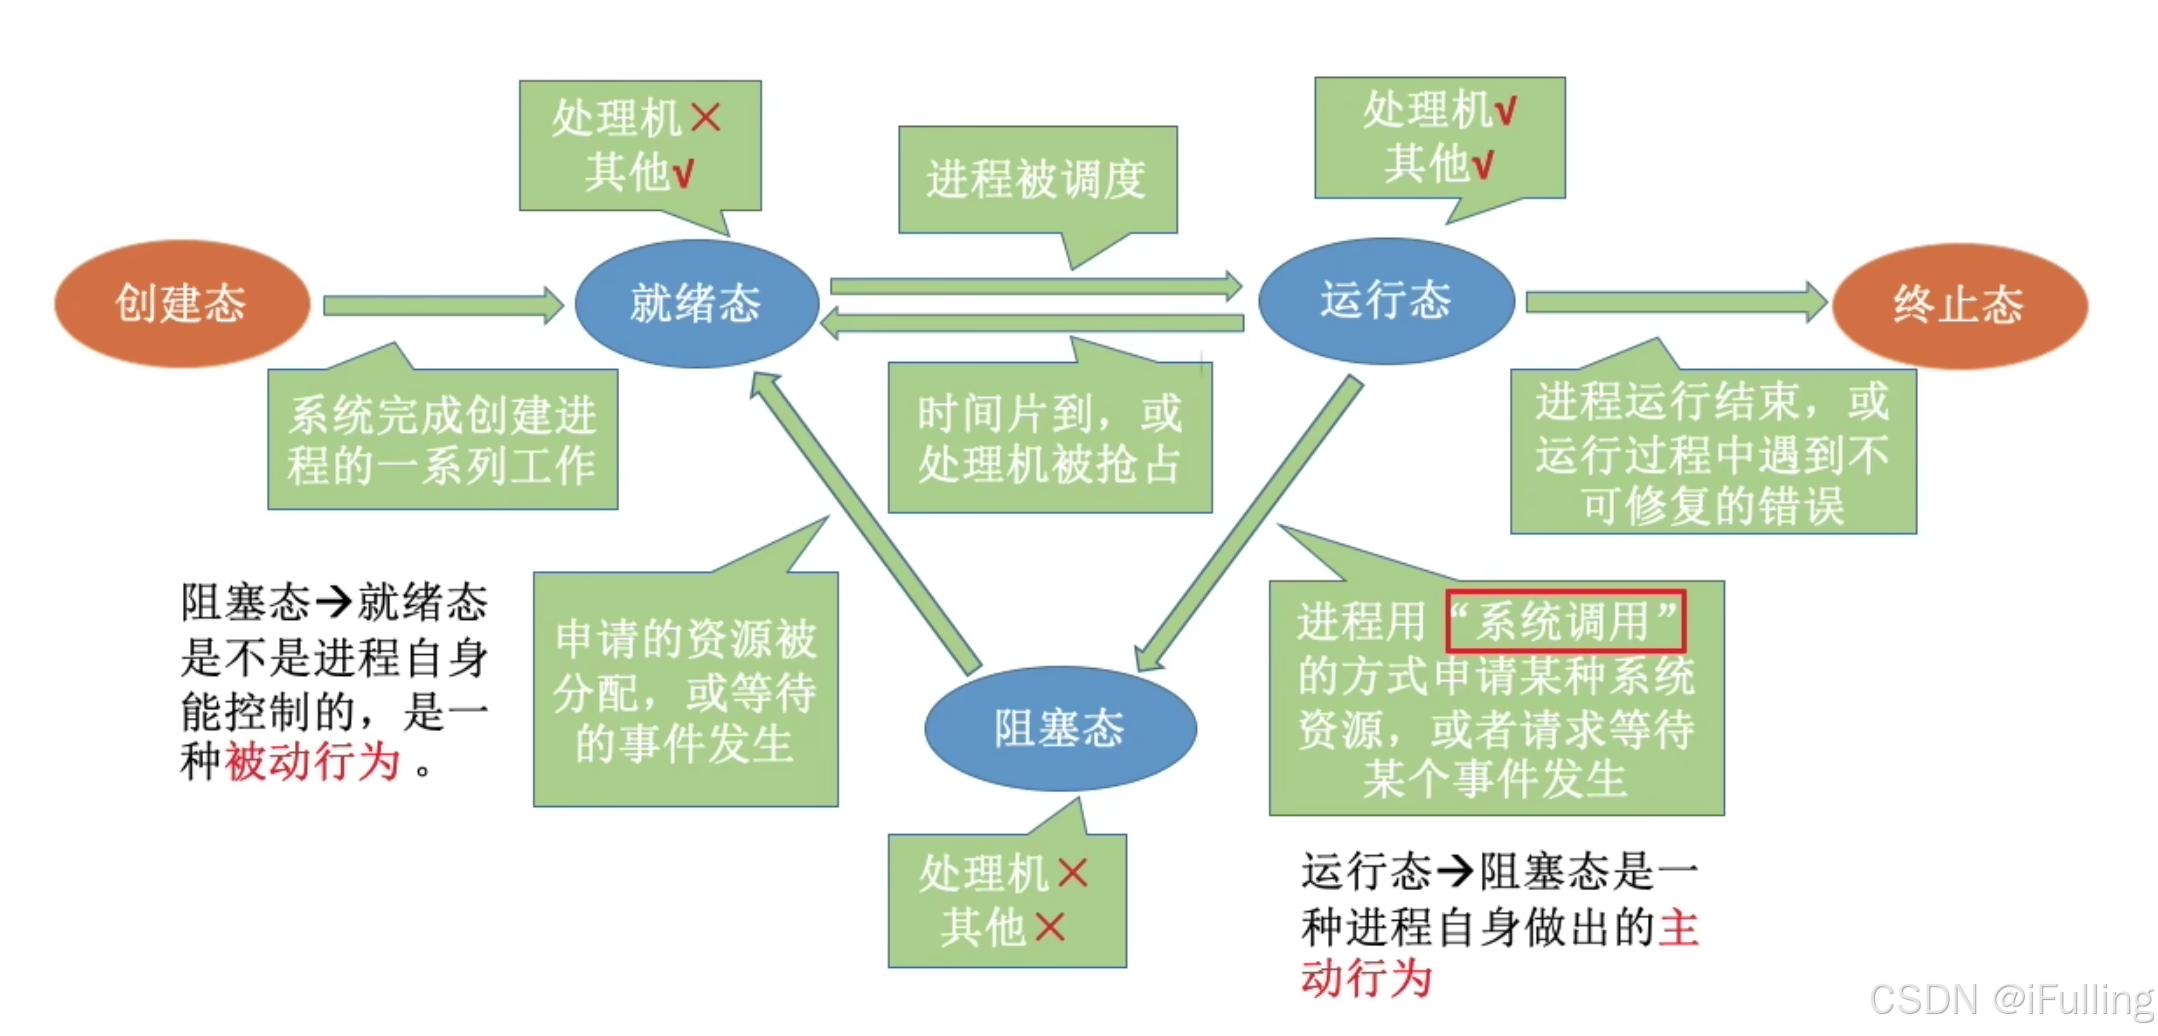 处理机×
其他√
进程被调度
处理机√
其他√
创建态
就绪态
运行态
终止态
系统完成创建进
程的一系列工作
时间片到，或
处理机被抢占
进程运行结束，或
运行过程中遇到不
可修复的错误
阻塞态→就绪态
是不是进程自身
能控制的，是一
种被动行为。
申请的资源被
分配，或等待
的事件发生
阻塞态
进程用“系统调用”
的方式申请某种系统
资源，或者请求等待
某个事件发生
处理机×
其他×
运行态→阻塞态是一
种进程自身做出的主
动行为
CSDN @iFulling